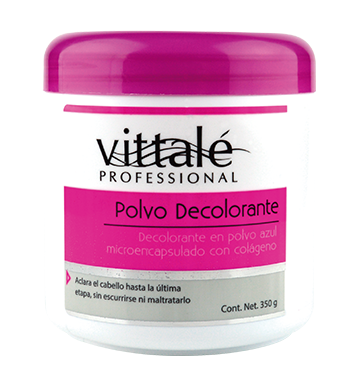 vittalé
PROFESSIONAL
Polvo Decolorante
Decolorante en polvo azul
microencapsulado con colágeno
Aclara el cabello hasta la última
etapa, sin escurrirse ni maltratarlo
Cont. Net. 350 g